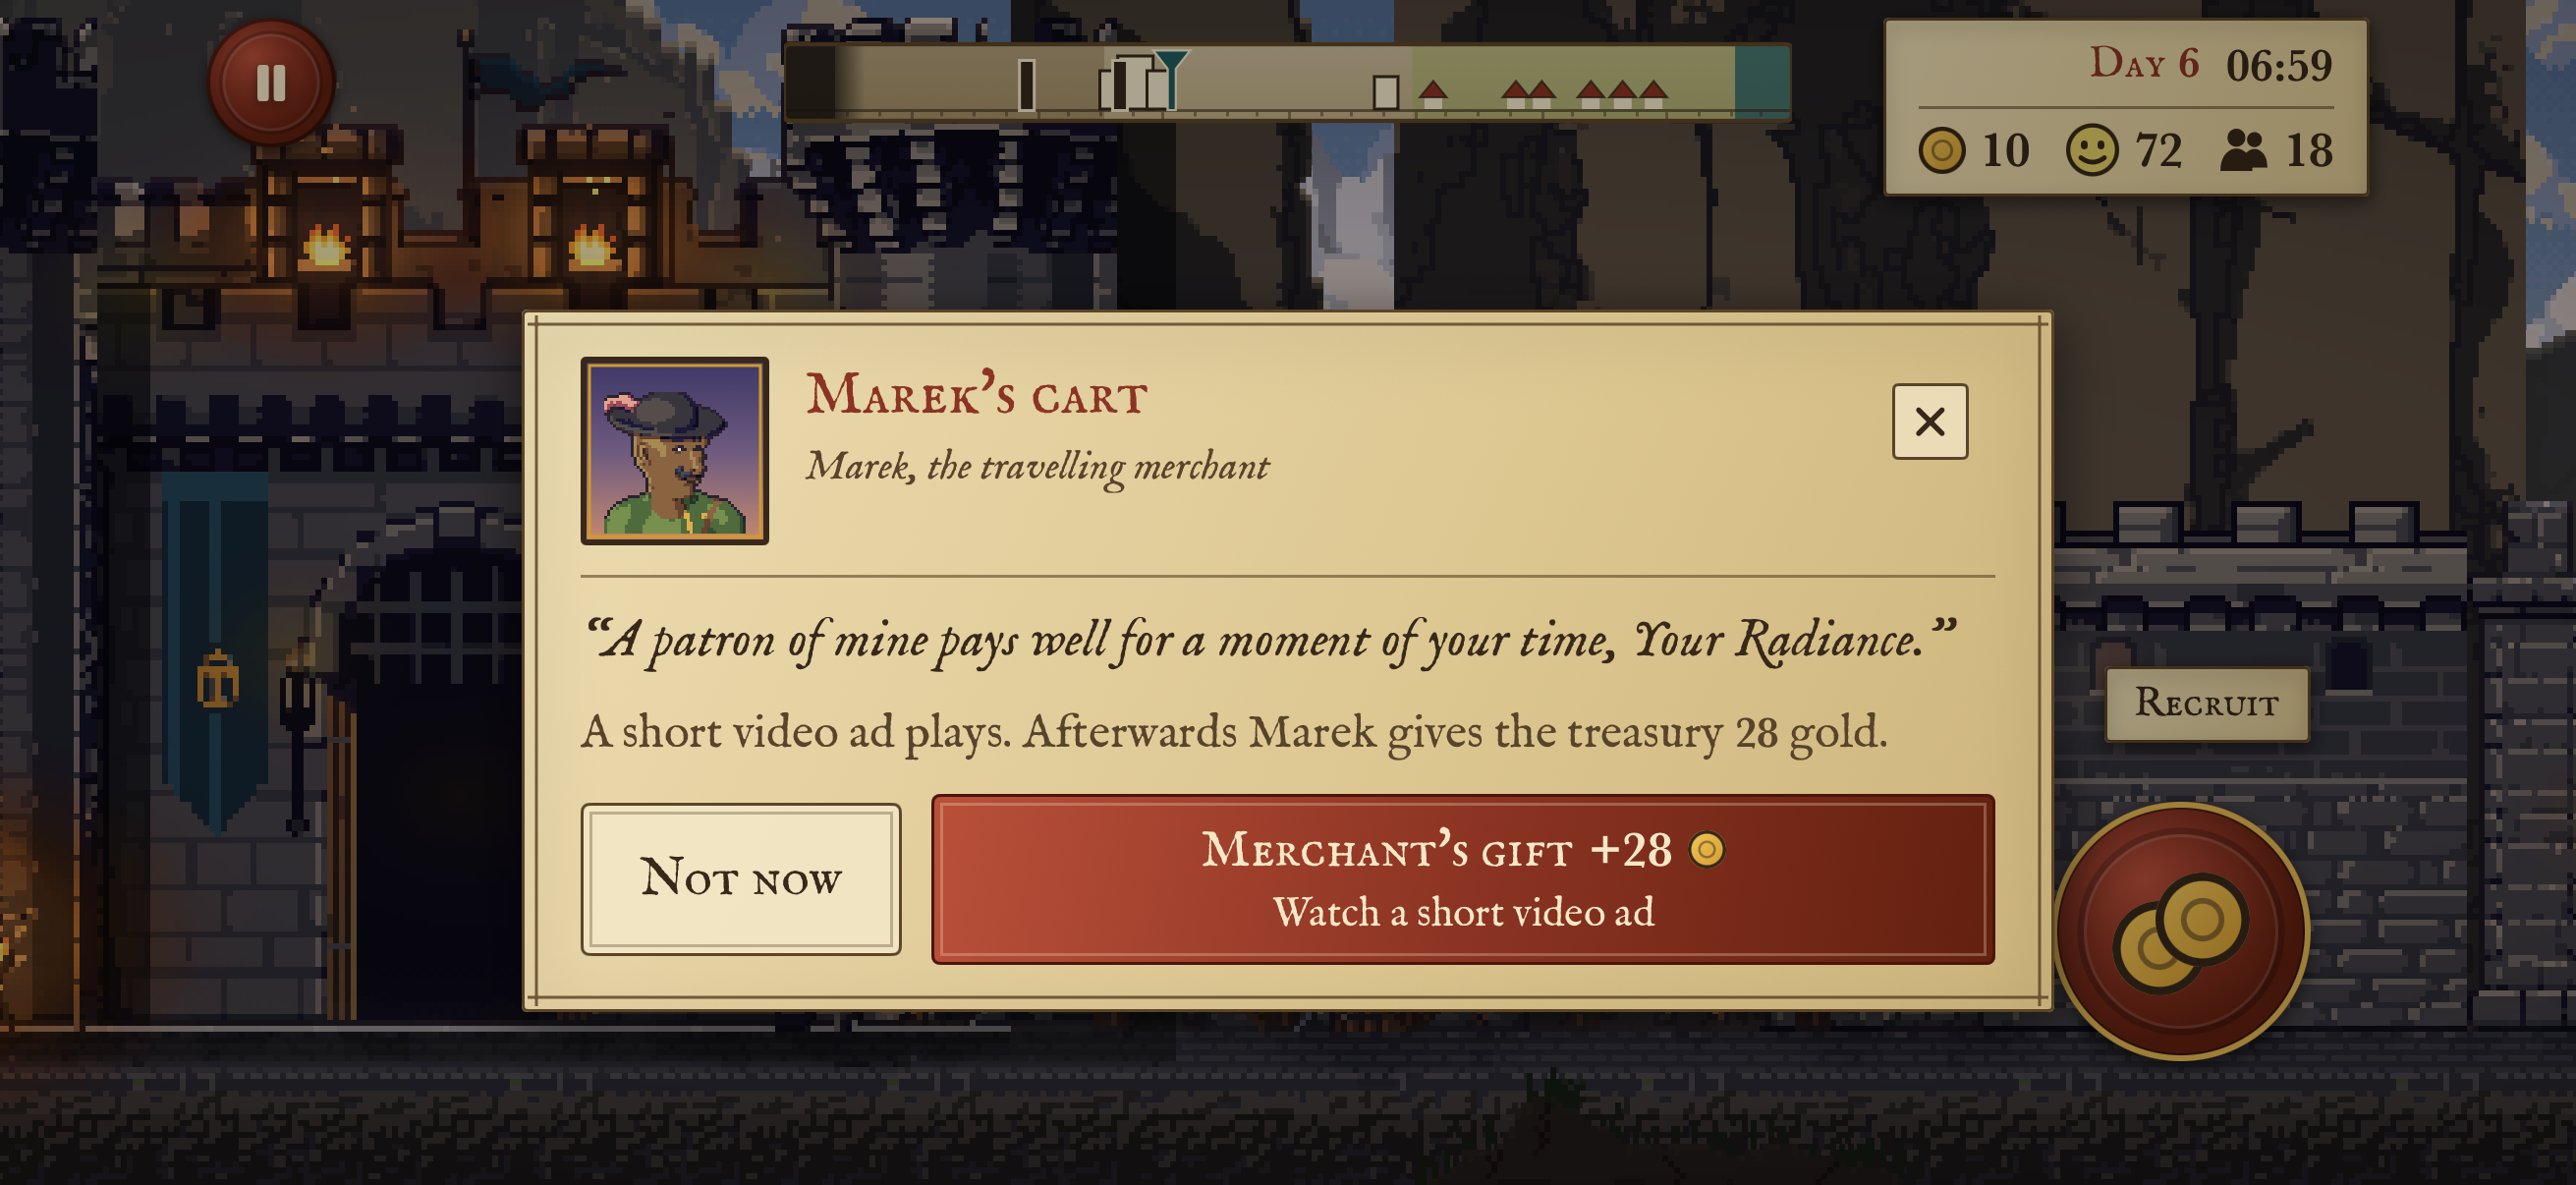 Day 6 06:59
10 72 18
Marek's cart
Marek, the travelling merchant
“A patron of mine pays well for a moment of your time, Your Radiance.”
A short video ad plays. Afterwards Marek gives the treasury 28 gold.
Not now
Merchant's gift +28
Watch a short video ad
Recruit